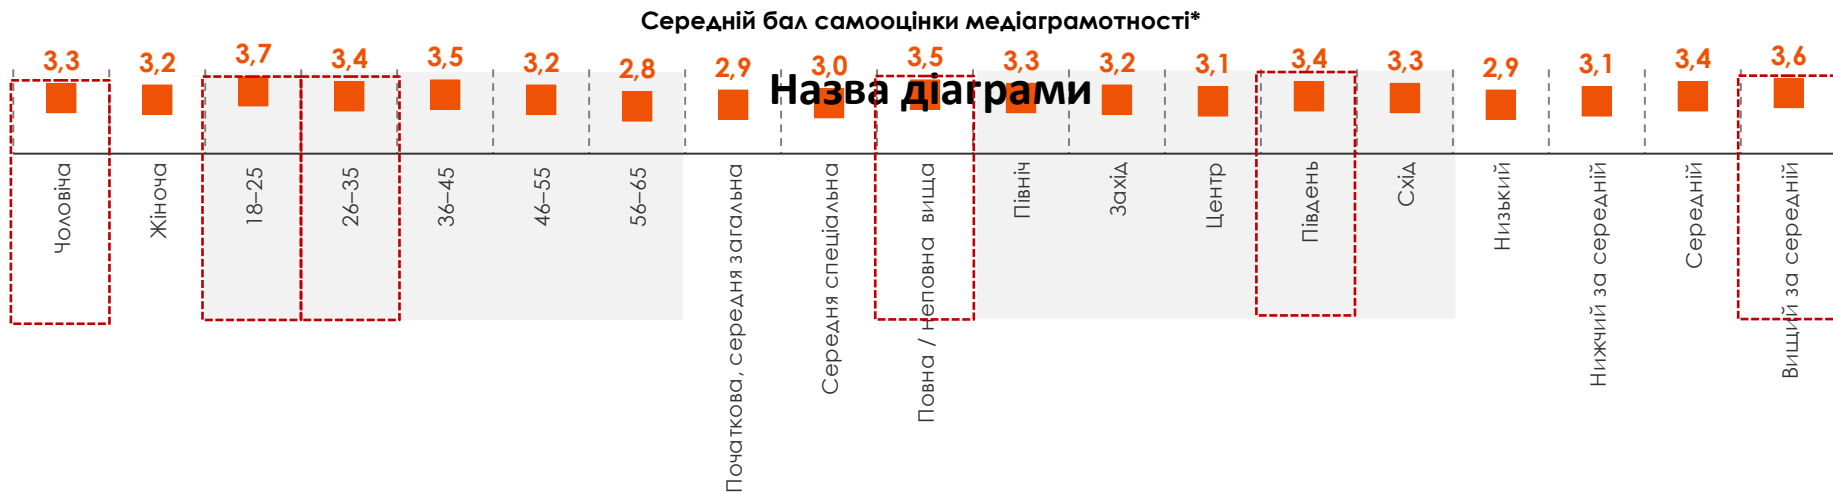 Середній бал самооцінки медіаграмотності*
3,3
3,2
3,7
3,4
3,5
3,2
2,8
2,9
3,0
3,5
3,3
3,2
3,1
3,4
3,3
2,9
3,1
3,4
3,6
Назва діаграми
Чоловіча
Жіноча
18–25
26–35
36–45
46–55
56–65
Початкова, середня загальна
Середня спеціальна
Повна / неповна вища
Північ
Захід
Центр
Південь
Схід
Низький
Нижчий за середній
Середній
Вищий за середній